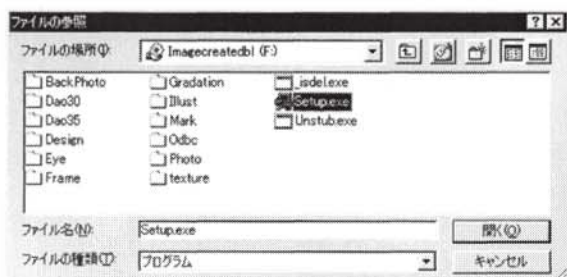 ファイルの参照
ファイルの場所(I):
Imagecreatedbl (F:)
BackPhoto
Dao30
Dao35
Design
Eye
Frame
Gradation
Illust
Mark
Odbc
Photo
texture
_isdel.exe
Setup.exe
Unstub.exe
ファイル名(N):
Setup.exe
開く(O)
ファイルの種類(T):
プログラム
キャンセル